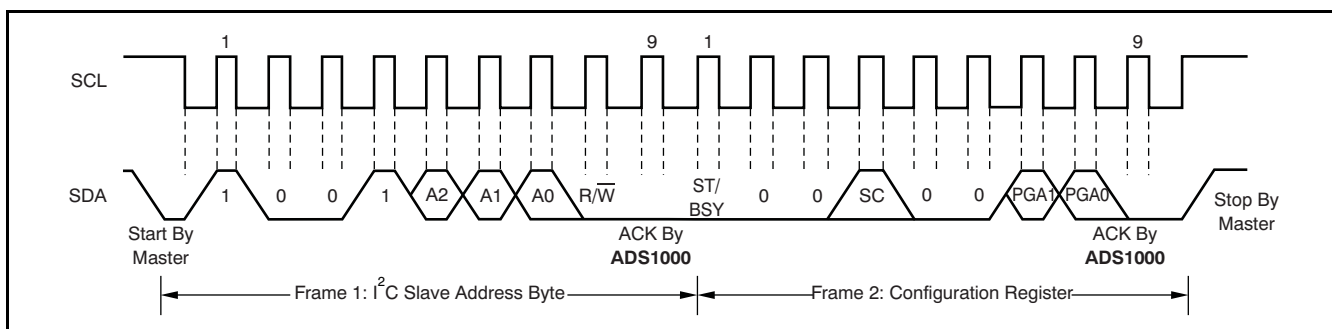 1 9 1 9
SCL
SDA 1 0 0 1 A2 A1 A0 R/W̅ ST/BSY 0 0 SC 0 0 PGA1 PGA0
Start By
Master
ACK By
ADS1000
ACK By
ADS1000
Stop By
Master
Frame 1: I²C Slave Address Byte
Frame 2: Configuration Register